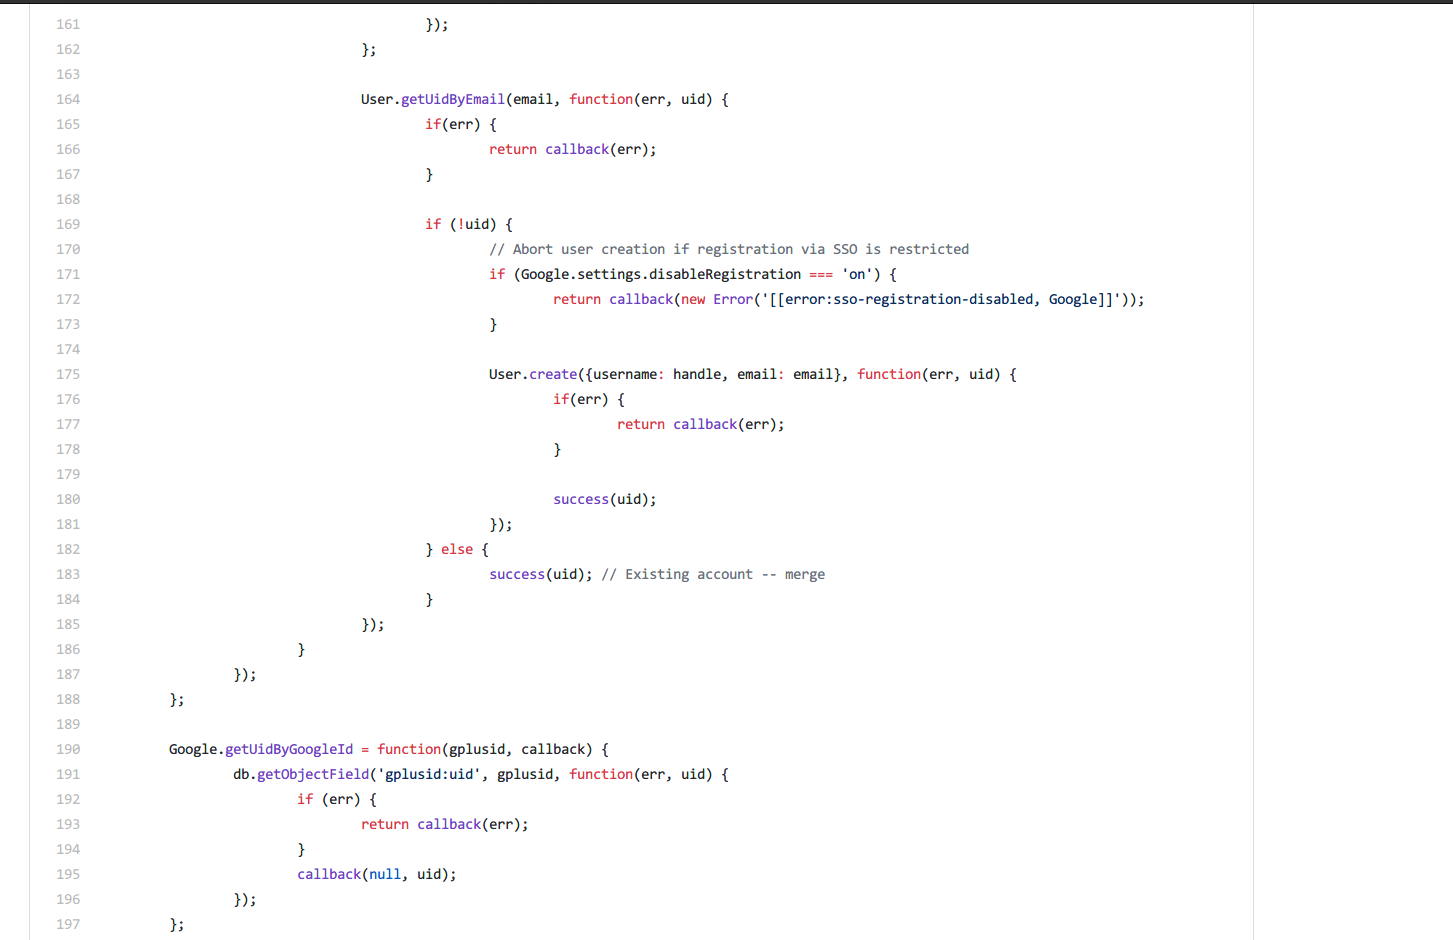 161 });
162 };
163
164 User.getUidByEmail(email, function(err, uid) {
165 if(err) {
166 return callback(err);
167 }
168
169 if (!uid) {
170 // Abort user creation if registration via SSO is restricted
171 if (Google.settings.disableRegistration === 'on') {
172 return callback(new Error('[[error:sso-registration-disabled, Google]]'));
173 }
174
175 User.create({username: handle, email: email}, function(err, uid) {
176 if(err) {
177 return callback(err);
178 }
179
180 success(uid);
181 });
182 } else {
183 success(uid); // Existing account -- merge
184 }
185 });
186 }
187 });
188 };
189
190 Google.getUidByGoogleId = function(gplusid, callback) {
191 db.getObjectField('gplusid:uid', gplusid, function(err, uid) {
192 if (err) {
193 return callback(err);
194 }
195 callback(null, uid);
196 });
197 };